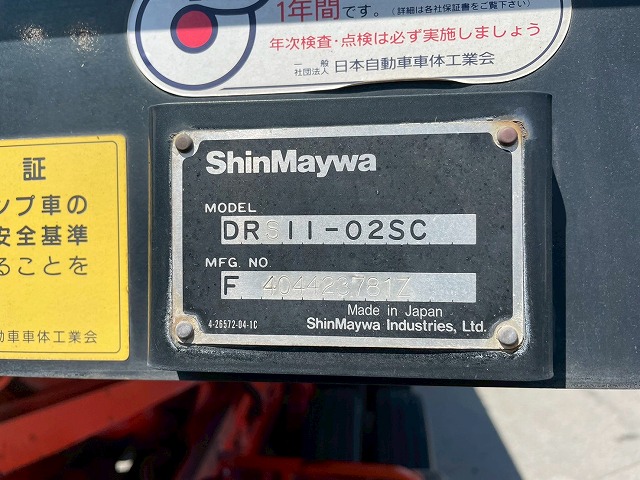 1年間です。(詳細は各社保証書をご覧下さい)
年次検査・点検は必ず実施しましょう
一般社団法人 日本自動車車体工業会
証
ンプ車の
安全基準
ることを
動車車体工業会
ShinMaywa
MODEL
DRS11-02SC
MFG. NO
F 404423781Z
Made in Japan
4-26572-04-1C
ShinMaywa Industries, Ltd.